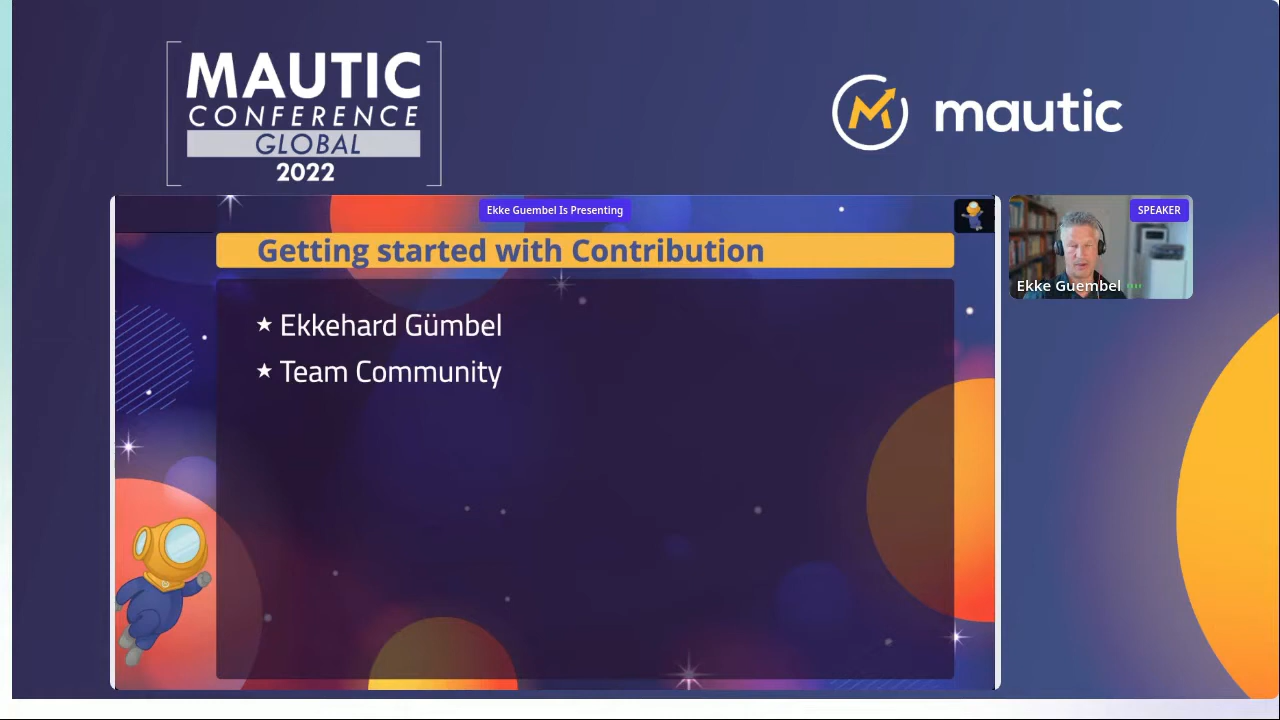 MAUTIC
CONFERENCE
GLOBAL
2022
mautic
Ekke Guembel Is Presenting
SPEAKER
Getting started with Contribution
Ekke Guembel
★ Ekkehard Gümbel
★ Team Community